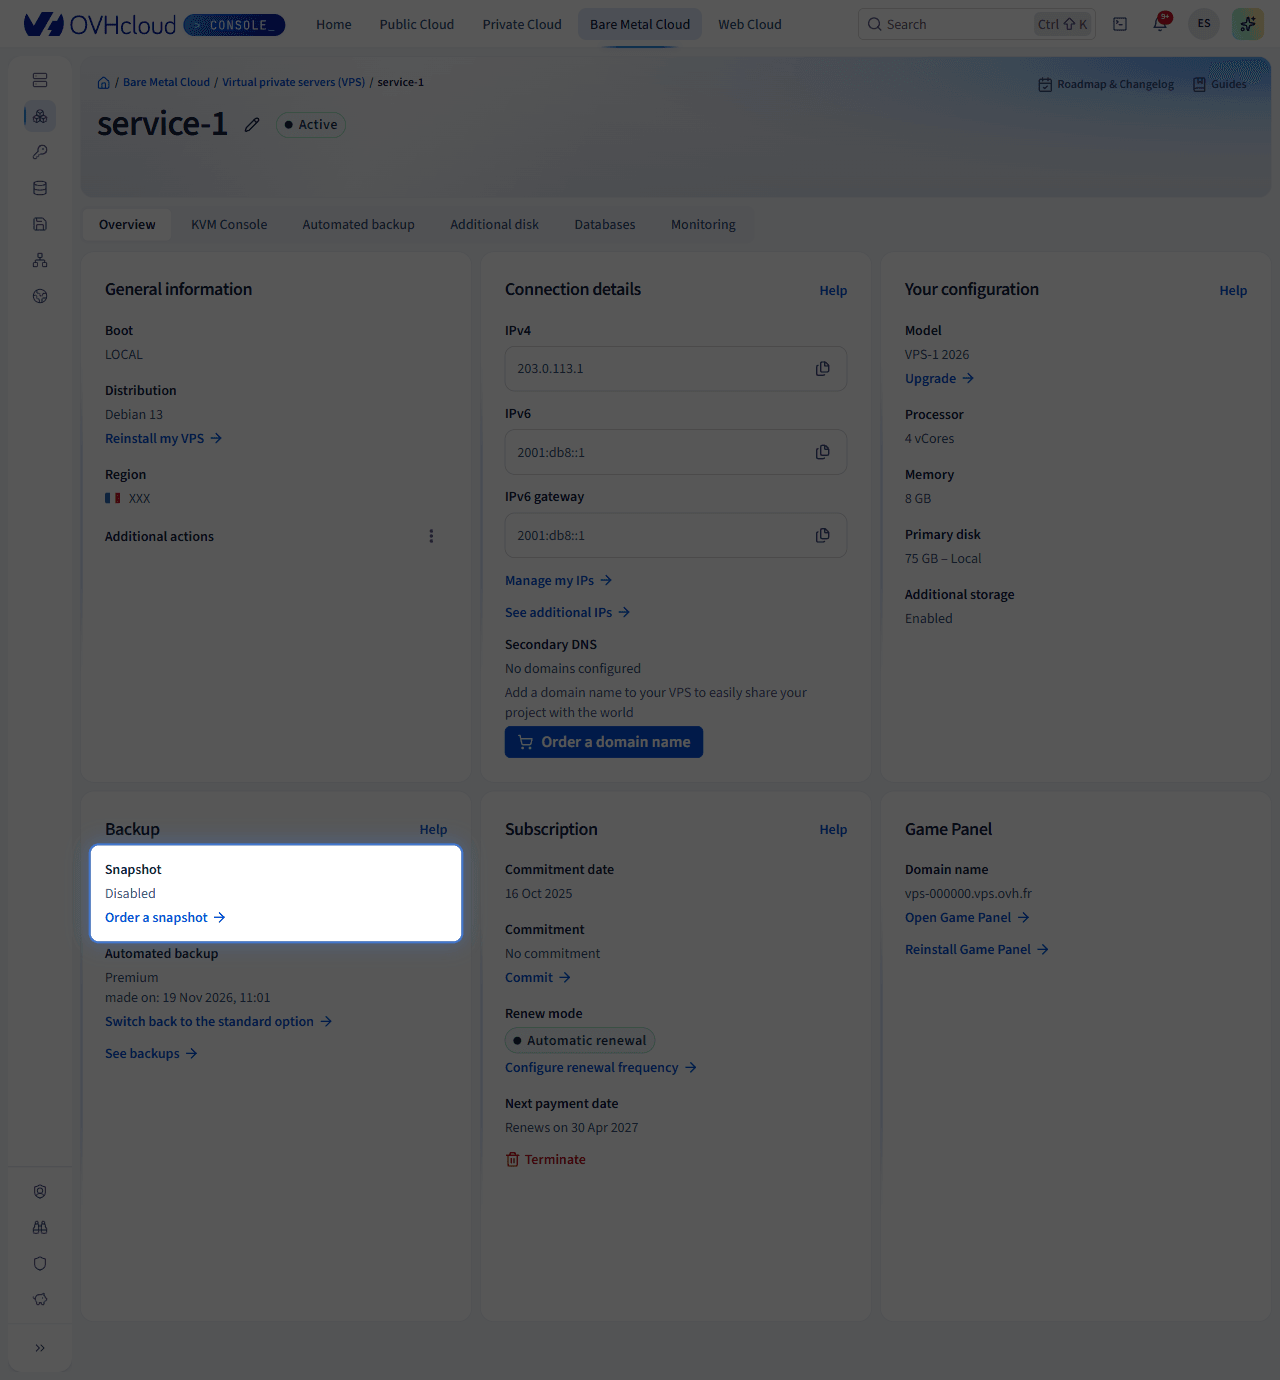 OVHcloud
> CONSOLE_
Home
Public Cloud
Private Cloud
Bare Metal Cloud
Web Cloud
Search
Ctrl ⇧ K
9+
ES
/ Bare Metal Cloud / Virtual private servers (VPS) / service-1
Roadmap & Changelog
Guides
service-1
Active
Overview
KVM Console
Automated backup
Additional disk
Databases
Monitoring
General information
Boot
LOCAL
Distribution
Debian 13
Reinstall my VPS
Region
XXX
Additional actions
Connection details
Help
IPv4
203.0.113.1
IPv6
2001:db8::1
IPv6 gateway
2001:db8::1
Manage my IPs
See additional IPs
Secondary DNS
No domains configured
Add a domain name to your VPS to easily share your
project with the world
Order a domain name
Your configuration
Help
Model
VPS-1 2026
Upgrade
Processor
4 vCores
Memory
8 GB
Primary disk
75 GB – Local
Additional storage
Enabled
Backup
Help
Snapshot
Disabled
Order a snapshot
Automated backup
Premium
made on: 19 Nov 2026, 11:01
Switch back to the standard option
See backups
Subscription
Help
Commitment date
16 Oct 2025
Commitment
No commitment
Commit
Renew mode
Automatic renewal
Configure renewal frequency
Next payment date
Renews on 30 Apr 2027
Terminate
Game Panel
Domain name
vps-000000.vps.ovh.fr
Open Game Panel
Reinstall Game Panel